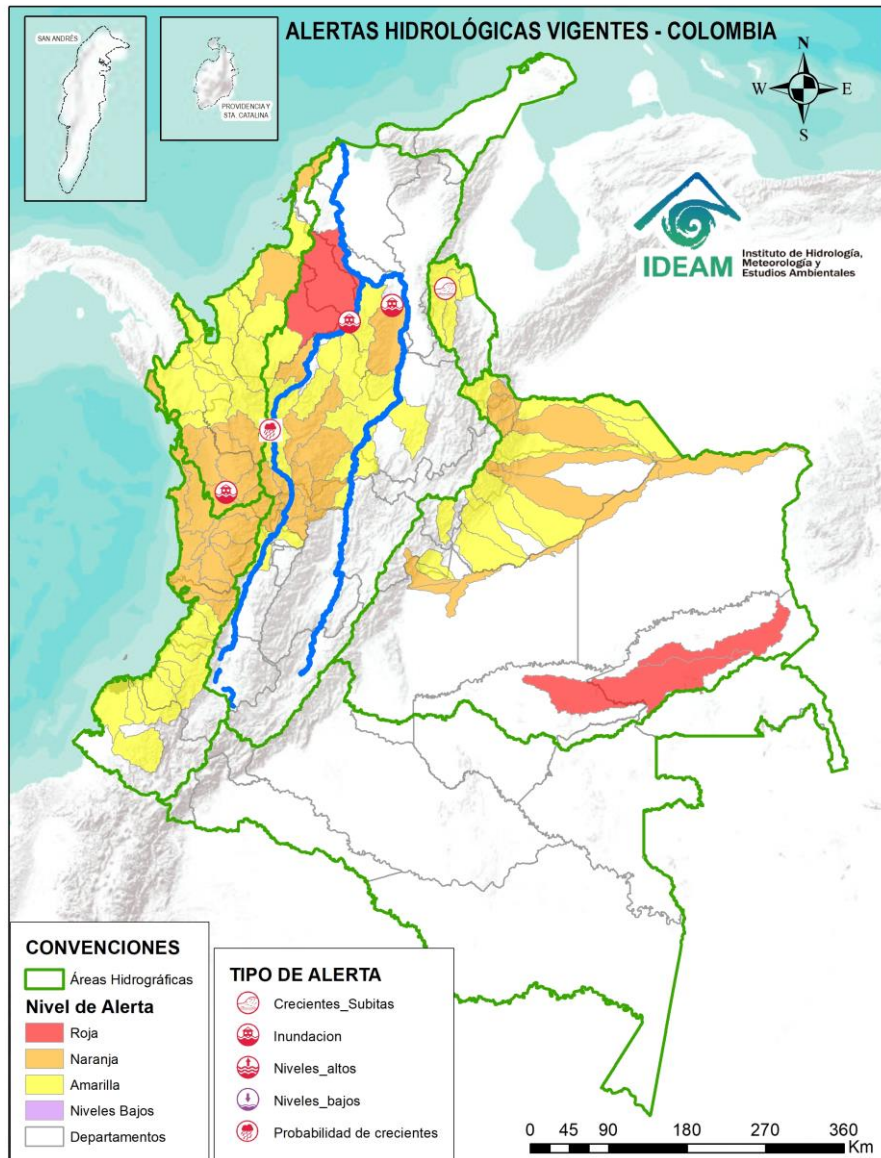 ALERTAS HIDROLÓGICAS VIGENTES - COLOMBIA
SAN ANDRÉS
PROVIDENCIA Y
STA. CATALINA
N
W
E
S
IDEAM
Instituto de Hidrología,
Meteorología y
Estudios Ambientales
CONVENCIONES
Áreas Hidrográficas
Nivel de Alerta
Roja
Naranja
Amarilla
Niveles Bajos
Departamentos
TIPO DE ALERTA
Crecientes_Subitas
Inundacion
Niveles_altos
Niveles_bajos
Probabilidad de crecientes
0 45 90 180 270 360
Km